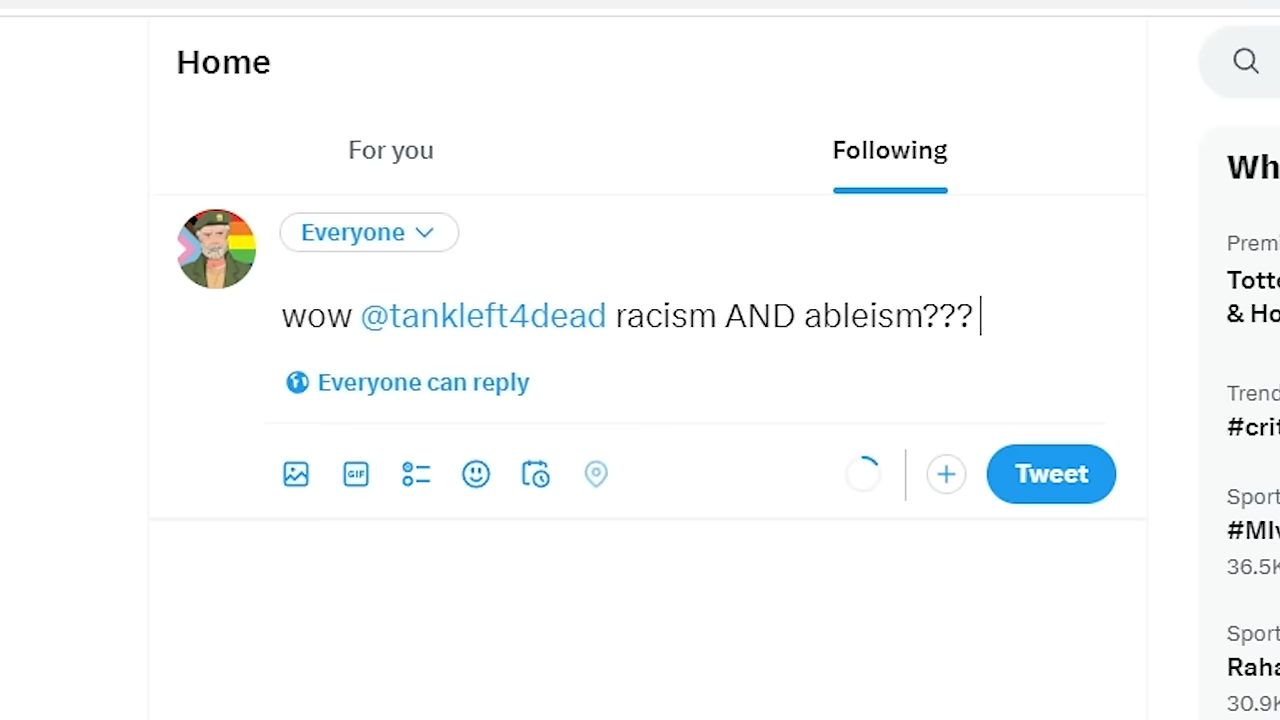 Home
For you
Following
Everyone
wow @tankleft4dead racism AND ableism???
Everyone can reply
GIF
Tweet
Wh
Premi
Totte
& Ho
Trend
#crit
Sport
36.5K
Sport
Raha
30.9K